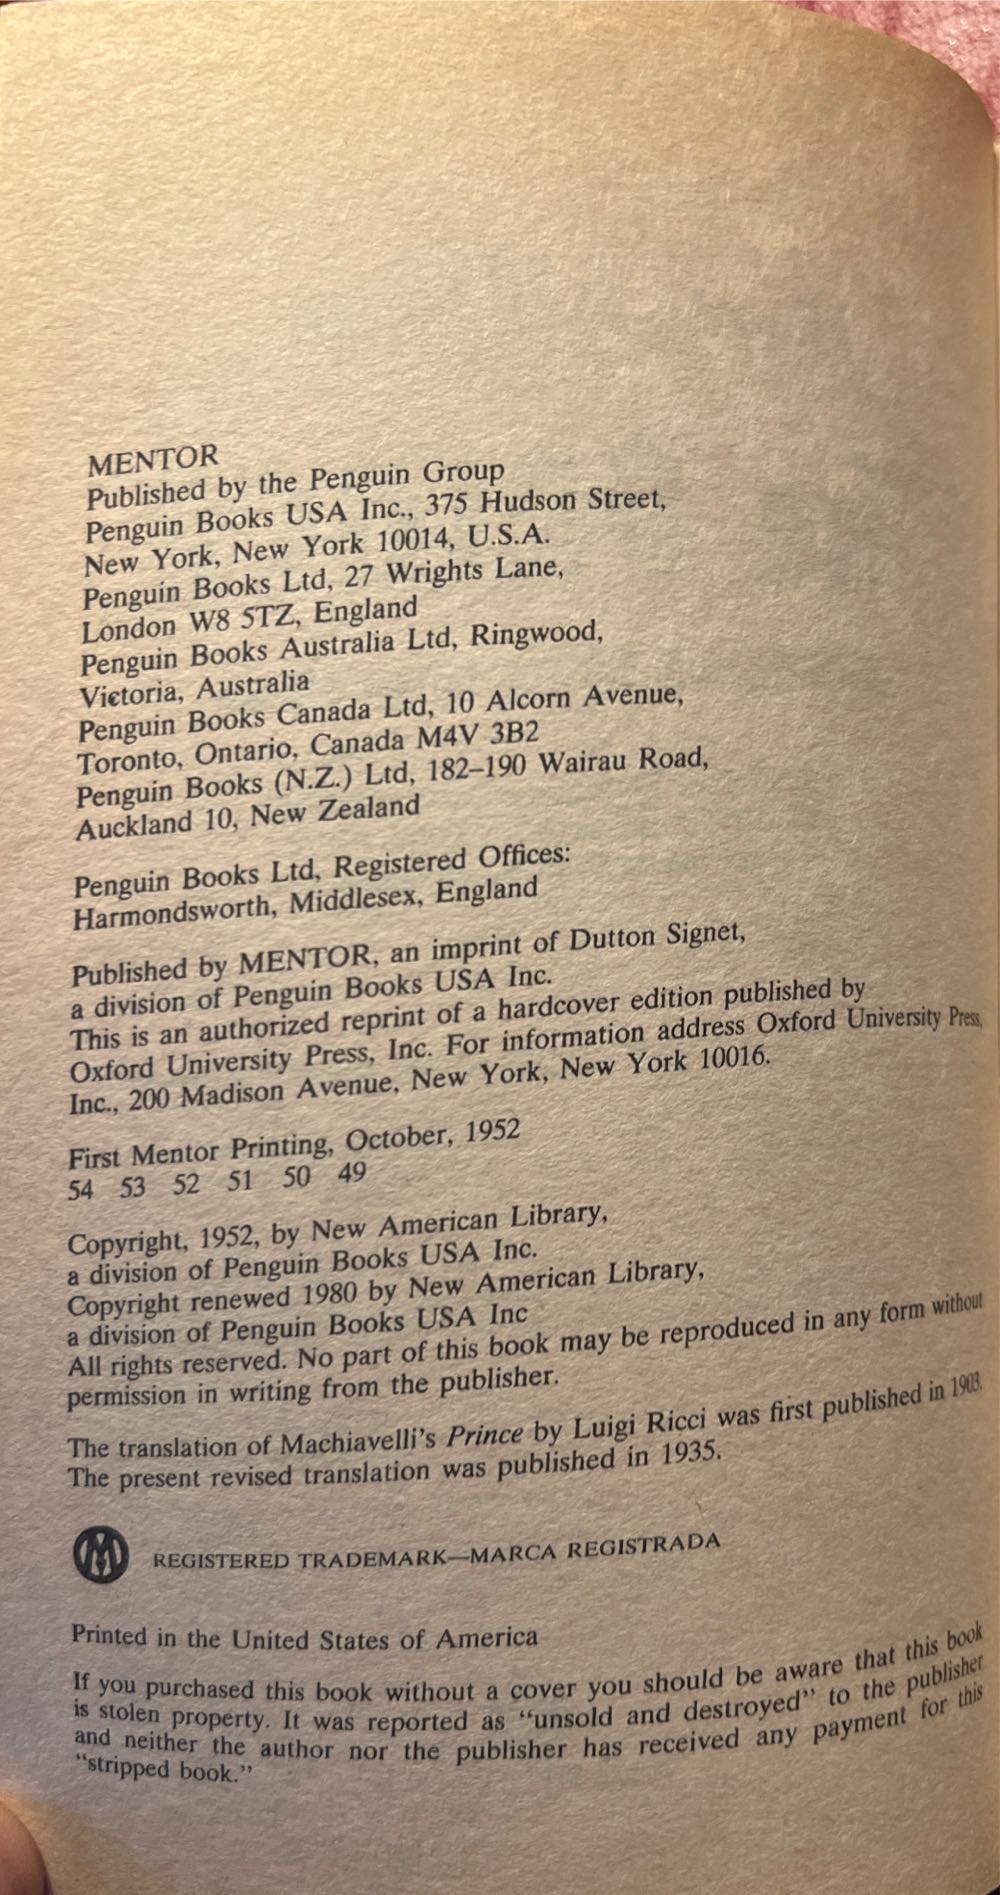 MENTOR
Published by the Penguin Group
Penguin Books USA Inc., 375 Hudson Street,
New York, New York 10014, U.S.A.
Penguin Books Ltd, 27 Wrights Lane,
London W8 5TZ, England
Penguin Books Australia Ltd, Ringwood,
Victoria, Australia
Penguin Books Canada Ltd, 10 Alcorn Avenue,
Toronto, Ontario, Canada M4V 3B2
Penguin Books (N.Z.) Ltd, 182–190 Wairau Road,
Auckland 10, New Zealand
Penguin Books Ltd, Registered Offices:
Harmondsworth, Middlesex, England
Published by MENTOR, an imprint of Dutton Signet,
a division of Penguin Books USA Inc.
This is an authorized reprint of a hardcover edition published by
Oxford University Press, Inc. For information address Oxford University Press,
Inc., 200 Madison Avenue, New York, New York 10016.
First Mentor Printing, October, 1952
54 53 52 51 50 49
Copyright, 1952, by New American Library,
a division of Penguin Books USA Inc.
Copyright renewed 1980 by New American Library,
a division of Penguin Books USA Inc
All rights reserved. No part of this book may be reproduced in any form without
permission in writing from the publisher.
The translation of Machiavelli's Prince by Luigi Ricci was first published in 1903.
The present revised translation was published in 1935.
M REGISTERED TRADEMARK—MARCA REGISTRADA
Printed in the United States of America
If you purchased this book without a cover you should be aware that this book
is stolen property. It was reported as "unsold and destroyed" to the publisher
and neither the author nor the publisher has received any payment for this
"stripped book."